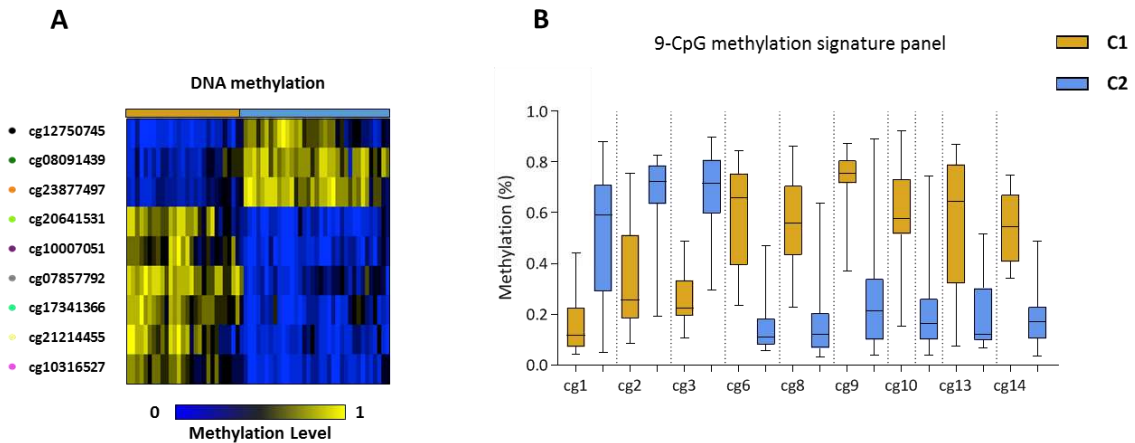 A
DNA methylation
cg12750745
cg08091439
cg23877497
cg20641531
cg10007051
cg07857792
cg17341366
cg21214455
cg10316527
0 1
Methylation Level
B
9-CpG methylation signature panel
C1
C2
Methylation (%)
1.0
0.8
0.6
0.4
0.2
0.0
cg1 cg2 cg3 cg6 cg8 cg9 cg10 cg13 cg14